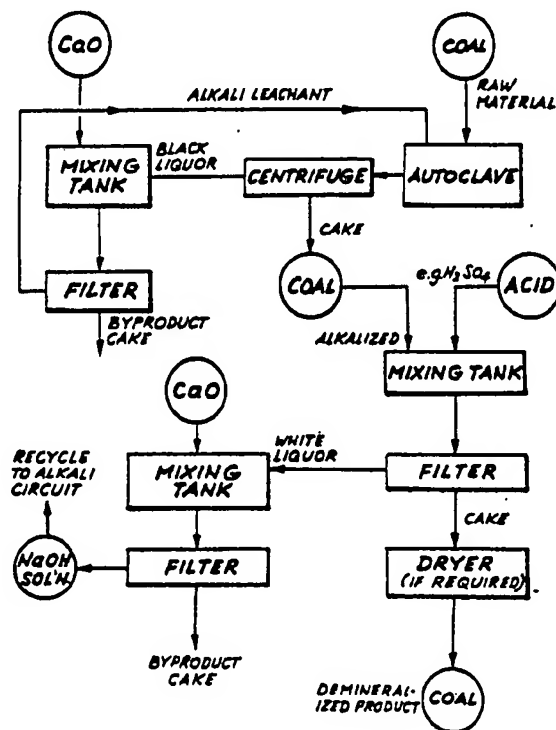 CaO
COAL
ALKALI LEACHANT
RAW
MATERIAL
MIXING
TANK
BLACK
LIQUOR
CENTRIFUGE
AUTOCLAVE
CAKE
FILTER
COAL
e.g H₂SO₄
ACID
BYPRODUCT
CAKE
ALKALIZED
MIXING TANK
CaO
RECYCLE
TO ALKALI
CIRCUIT
MIXING
TANK
WHITE
LIQUOR
FILTER
CAKE
NaOH
SOL'N.
FILTER
DRYER
(IF REQUIRED)
BYPRODUCT
CAKE
DEMINERAL-
IZED PRODUCT
COAL